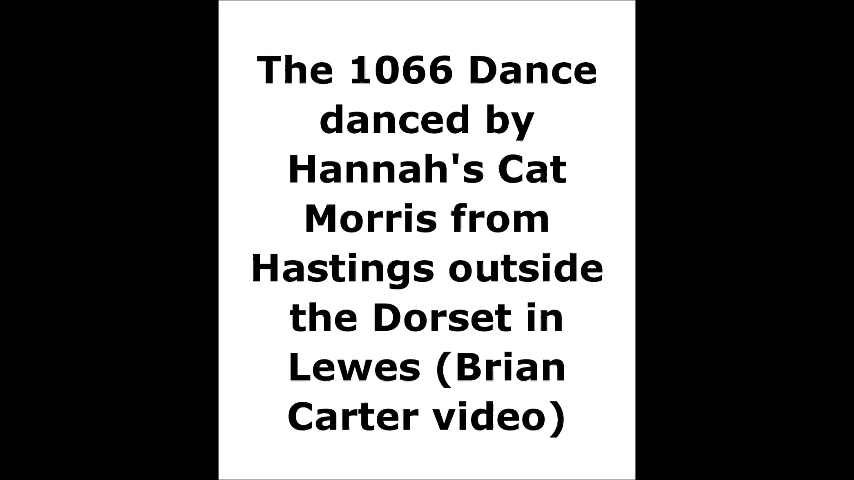 The 1066 Dance
danced by
Hannah's Cat
Morris from
Hastings outside
the Dorset in
Lewes (Brian
Carter video)